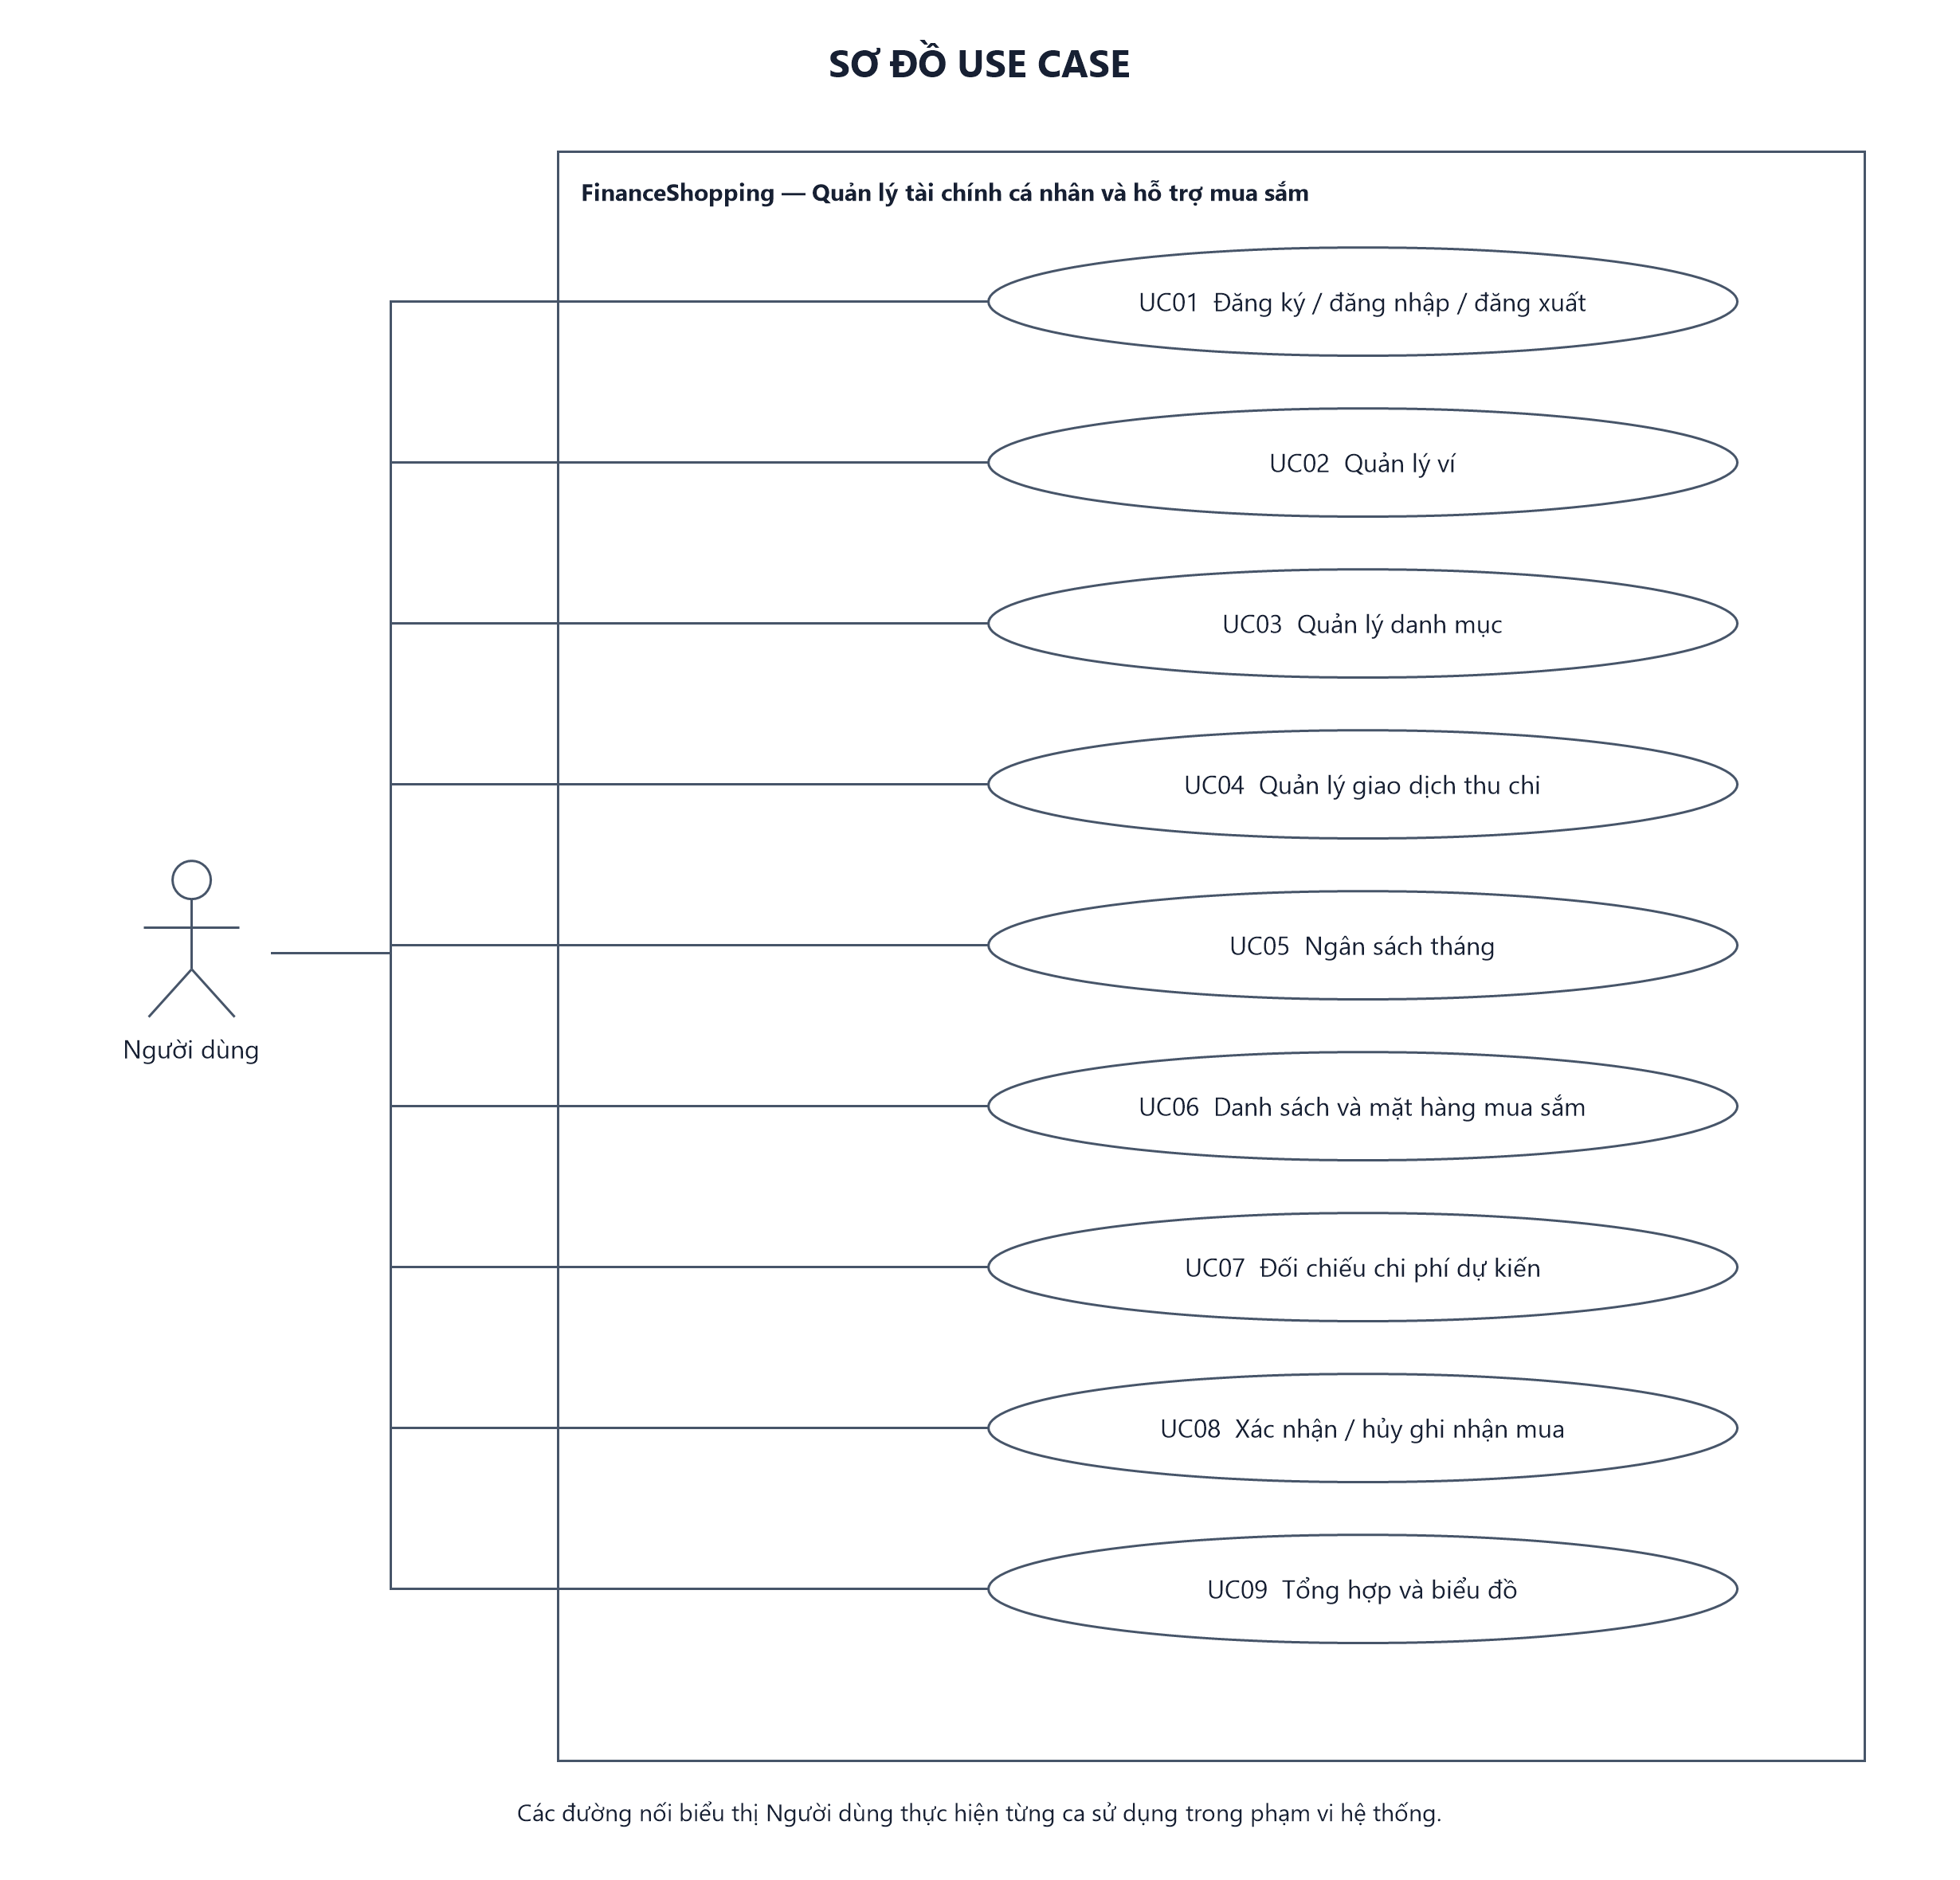 SƠ ĐỒ USE CASE
FinanceShopping — Quản lý tài chính cá nhân và hỗ trợ mua sắm
UC01 Đăng ký / đăng nhập / đăng xuất
UC02 Quản lý ví
UC03 Quản lý danh mục
UC04 Quản lý giao dịch thu chi
UC05 Ngân sách tháng
Người dùng
UC06 Danh sách và mặt hàng mua sắm
UC07 Đối chiếu chi phí dự kiến
UC08 Xác nhận / hủy ghi nhận mua
UC09 Tổng hợp và biểu đồ
Các đường nối biểu thị Người dùng thực hiện từng ca sử dụng trong phạm vi hệ thống.